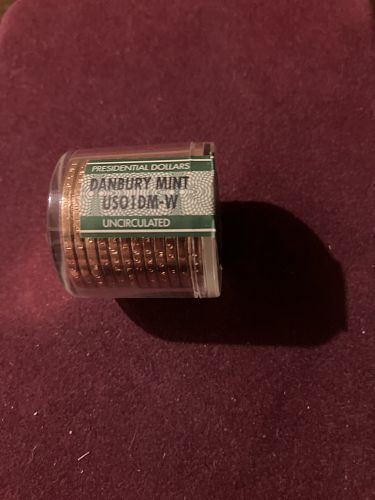 PRESIDENTIAL DOLLARS
DANBURY MINT
US01DM-W
UNCIRCULATED